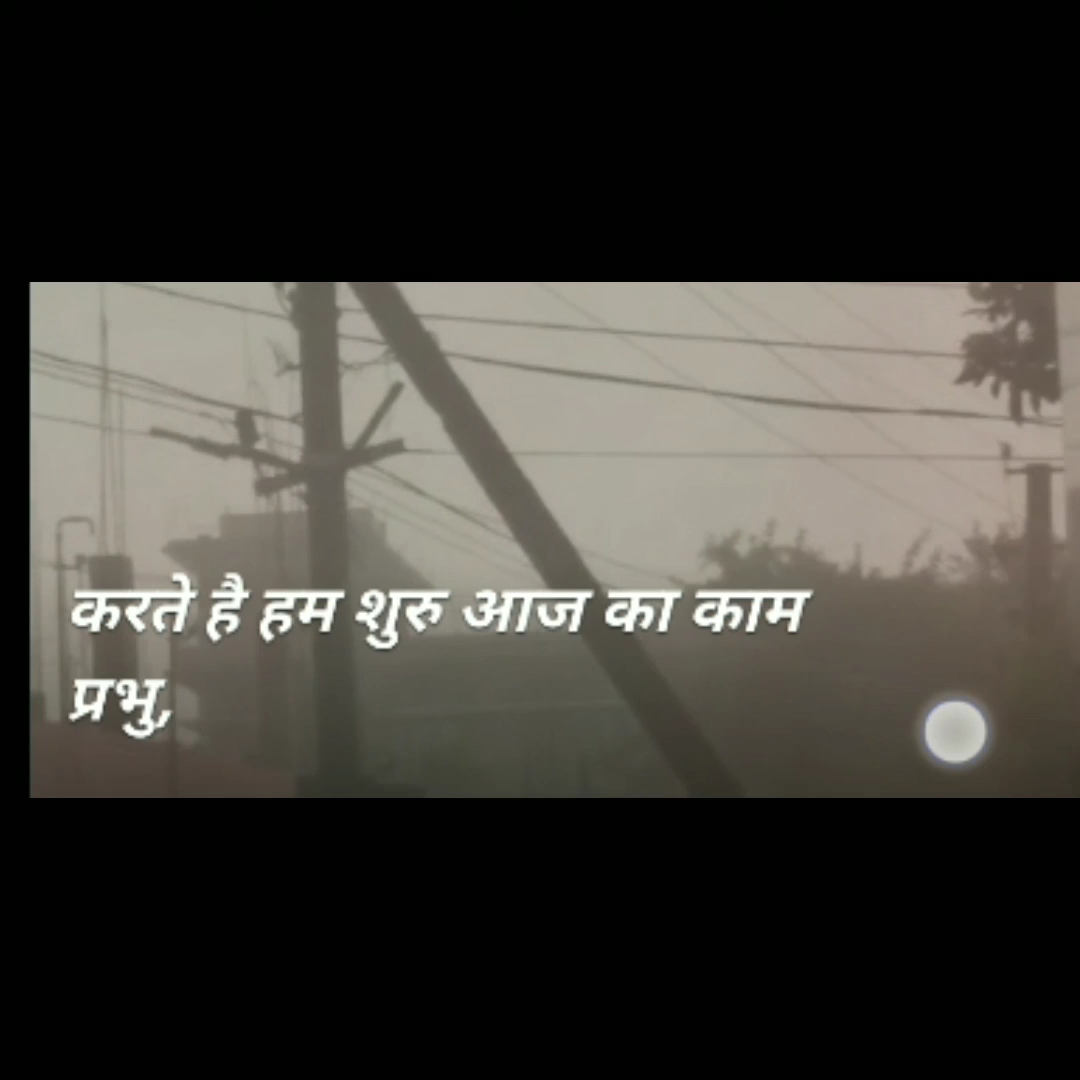 करते है हम शुरु आज का काम
प्रभु,